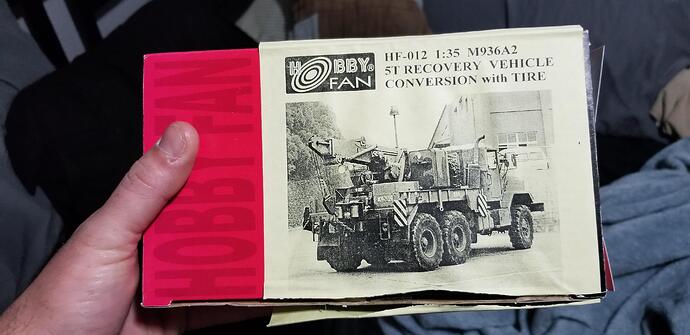 HOBBY FAN
HOBBY® FAN
HF-012 1:35 M936A2
5T RECOVERY VEHICLE
CONVERSION with TIRE